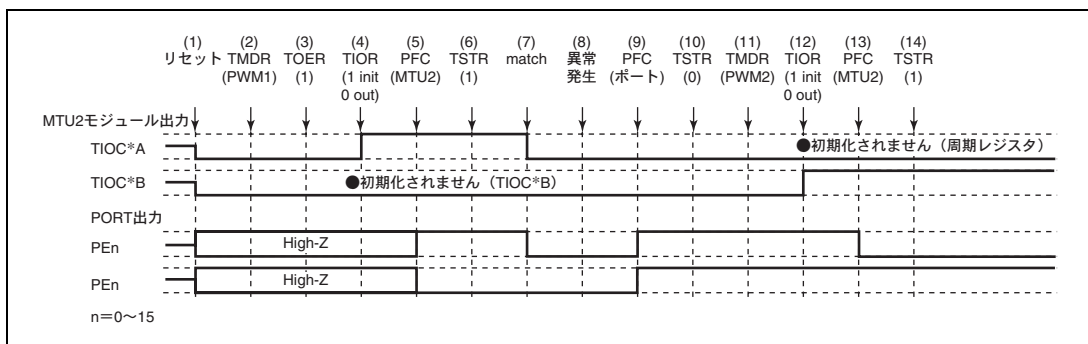 (1) (2) (3) (4) (5) (6) (7) (8) (9) (10) (11) (12) (13) (14)
リセット TMDR TOER TIOR PFC TSTR match 異常 PFC TSTR TMDR TIOR PFC TSTR
(PWM1) (1) (1 init (MTU2) (1) 発生 (ポート) (0) (PWM2) (1 init (MTU2) (1)
0 out) 0 out)
MTU2モジュール出力
TIOC*A ●初期化されません（周期レジスタ）
TIOC*B ●初期化されません（TIOC*B）
PORT出力
PEn High-Z
PEn High-Z
n＝0～15